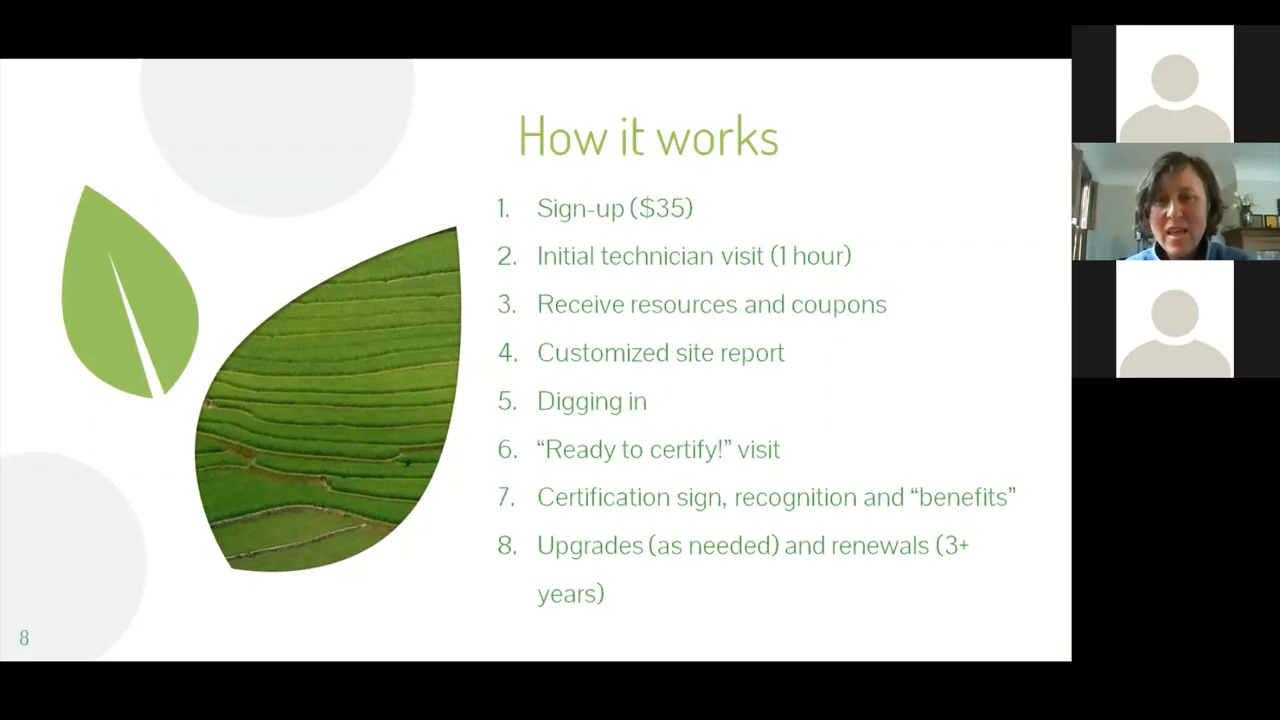 How it works
1. Sign-up ($35)
2. Initial technician visit (1 hour)
3. Receive resources and coupons
4. Customized site report
5. Digging in
6. “Ready to certify!” visit
7. Certification sign, recognition and “benefits”
8. Upgrades (as needed) and renewals (3+
years)
8